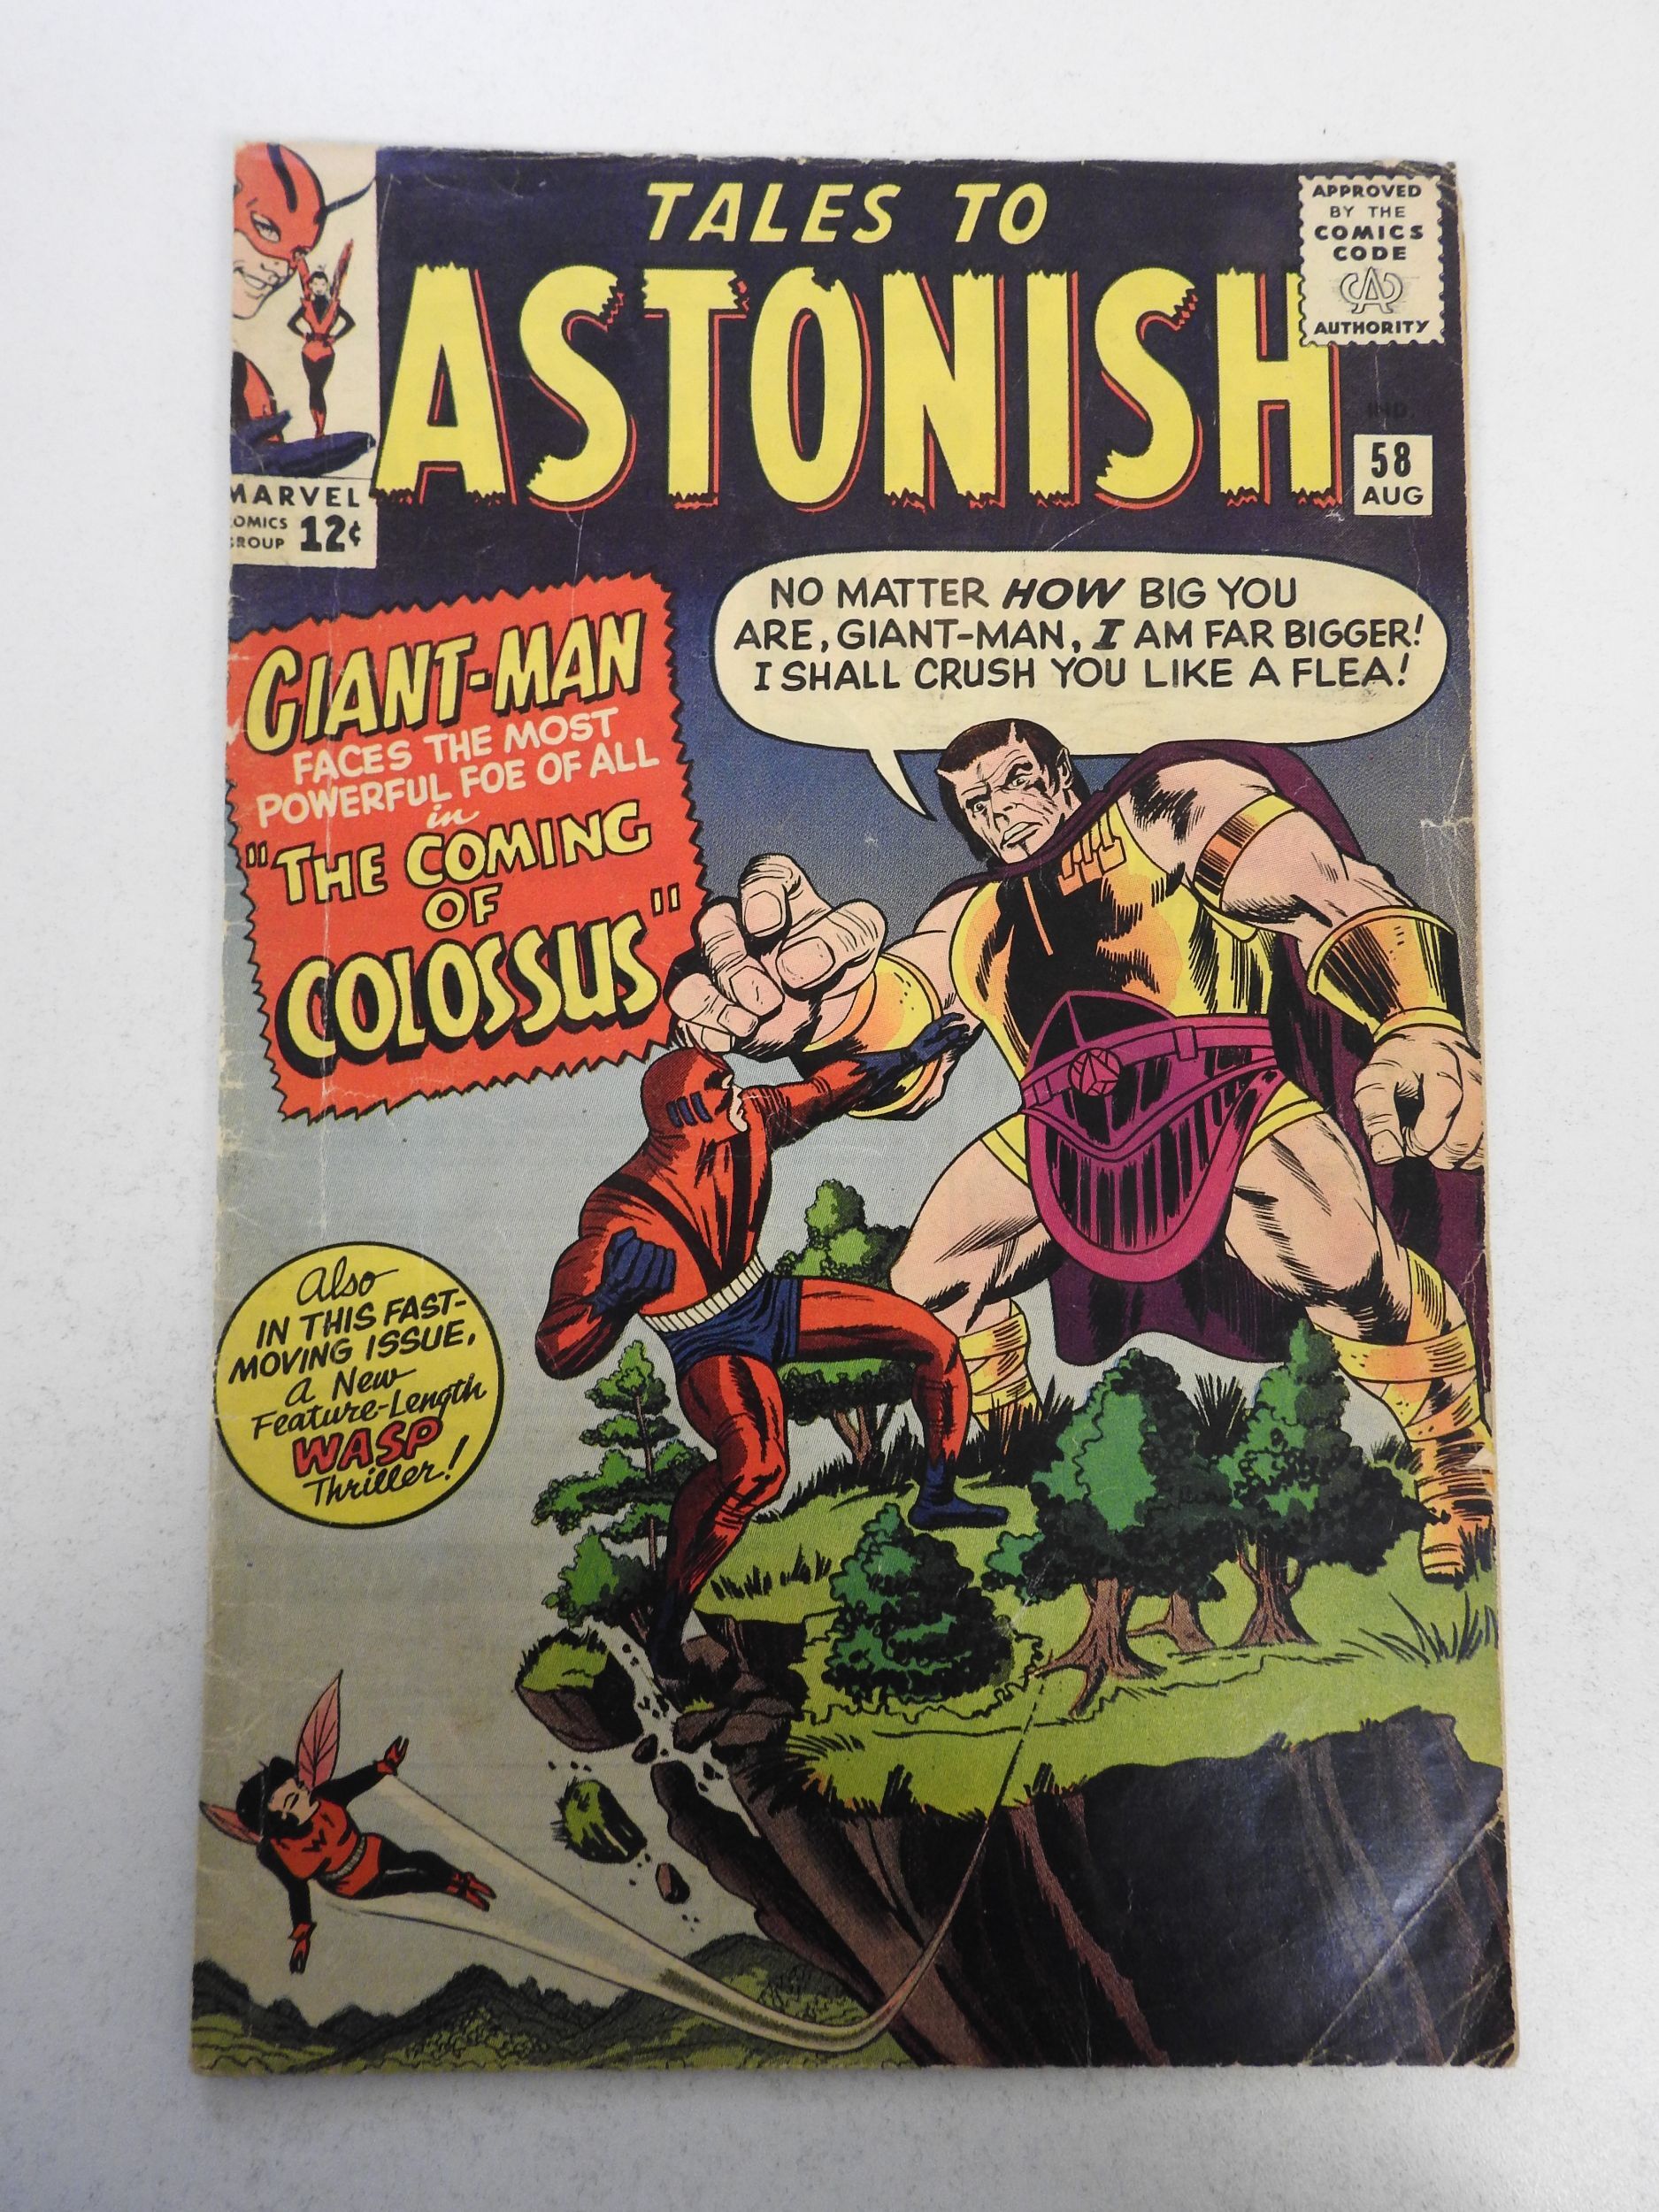 TALES TO
ASTONISH
APPROVED
BY THE
COMICS
CODE
CA
AUTHORITY
IND.
58
AUG
MARVEL
COMICS
GROUP
12¢
NO MATTER HOW BIG YOU
ARE, GIANT-MAN, I AM FAR BIGGER!
I SHALL CRUSH YOU LIKE A FLEA!
GIANT-MAN
FACES THE MOST
POWERFUL FOE OF ALL
in
"THE COMING
OF
COLOSSUS"
Also
IN THIS FAST-
MOVING ISSUE,
a New
Feature-Length
WASP
Thriller!
W